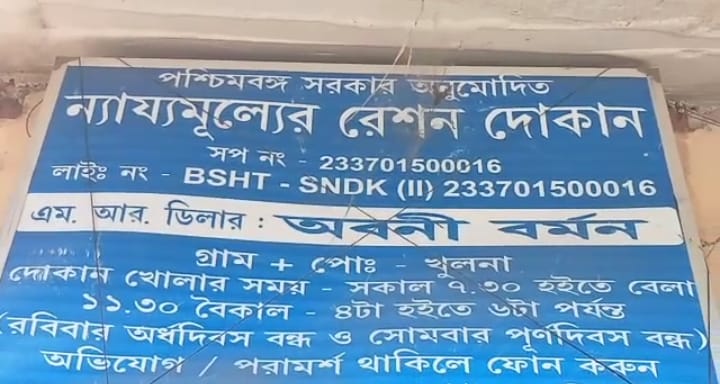 পশ্চিমবঙ্গ সরকার অনুমোদিত
ন্যায্যমূল্যের রেশন দোকান
সপ নং - 233701500016
লাইঃ নং - BSHT - SNDK (II) 233701500016
এম. আর. ডিলার : অবনী বর্মন
গ্রাম + পোঃ - খুলনা
দোকান খোলার সময় - সকাল ৭.৩০ হইতে বেলা
১১.৩০ বৈকাল - ৪টা হইতে ৬টা পর্যন্ত
(রবিবার অর্ধদিবস বন্ধ ও সোমবার পূর্ণদিবস বন্ধ)
অভিযোগ / পরামর্শ থাকিলে ফোন করুন